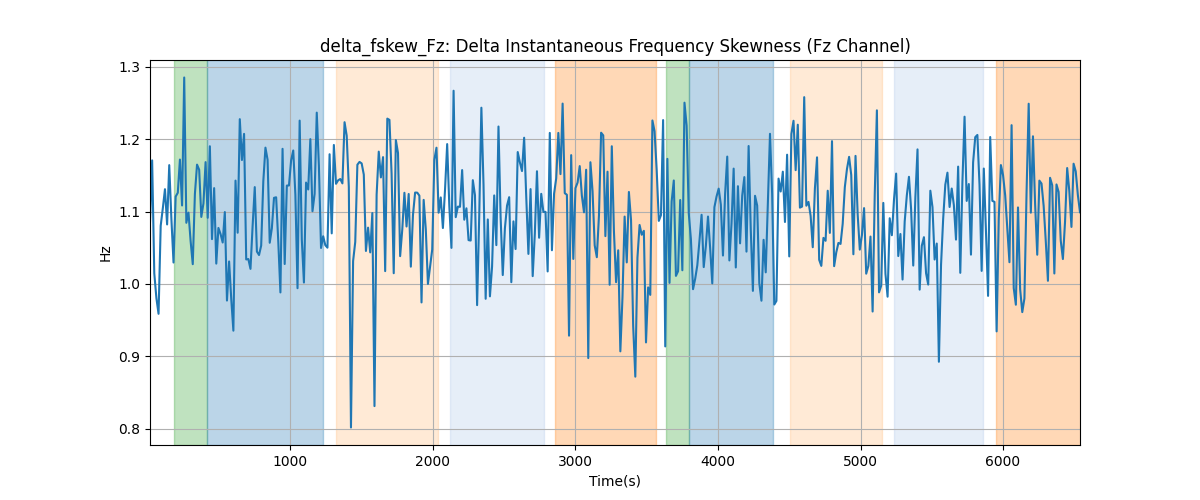 delta_fskew_Fz: Delta Instantaneous Frequency Skewness (Fz Channel)
1.3
1.2
1.1
1.0
0.9
0.8
Hz
1000 2000 3000 4000 5000 6000
Time(s)